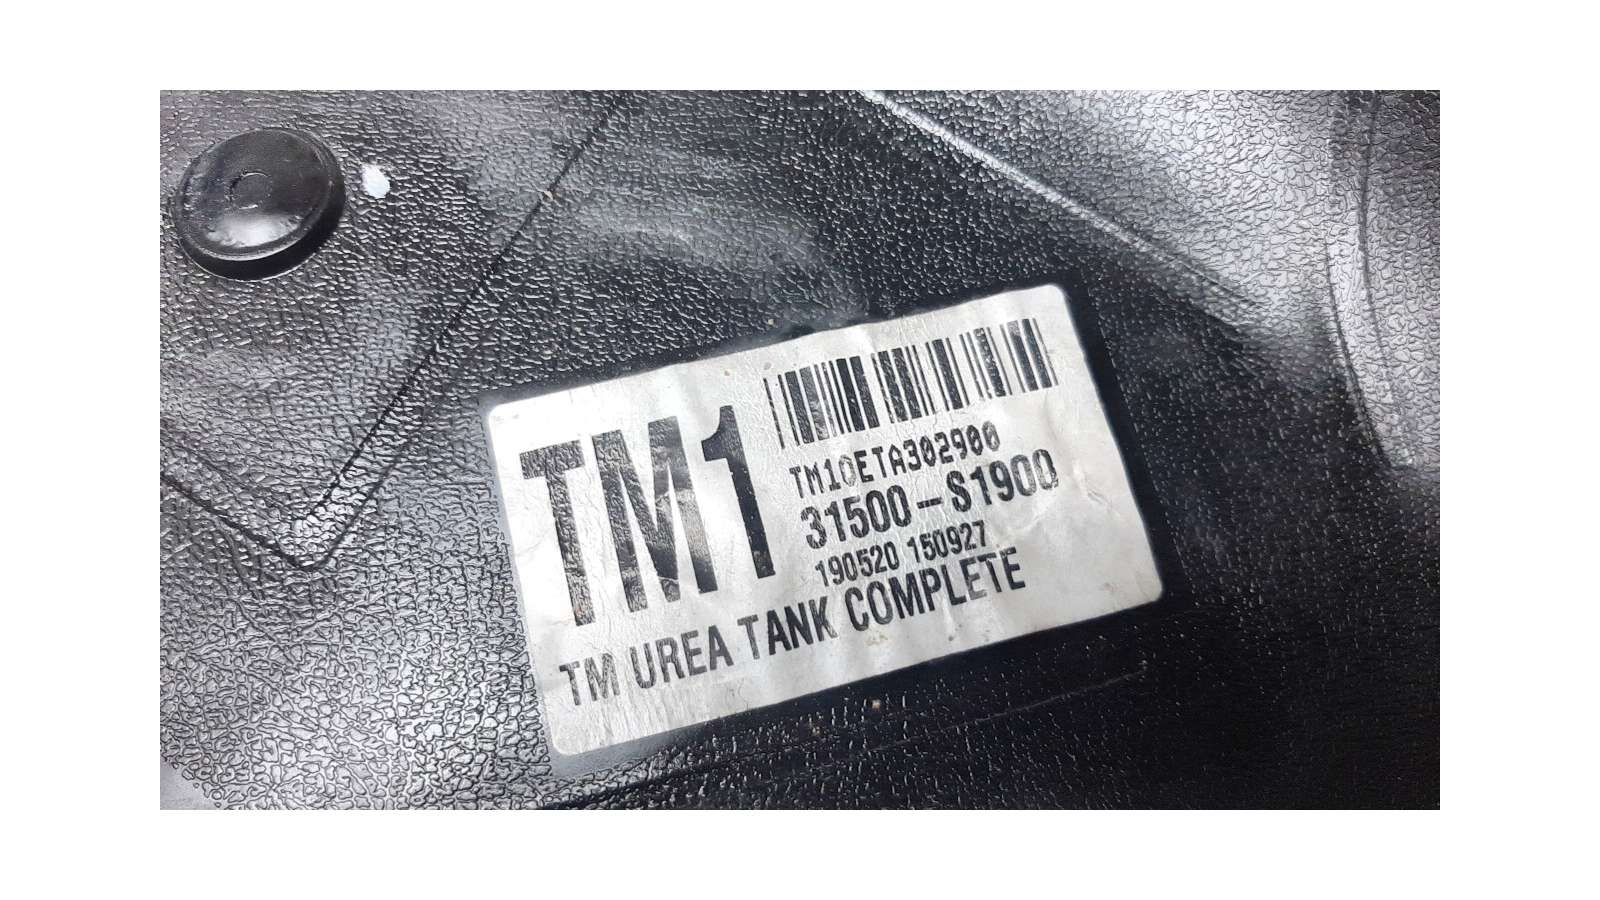 TM1
TM10ETA302900
31500-S1900
190520 150927
TM UREA TANK COMPLETE